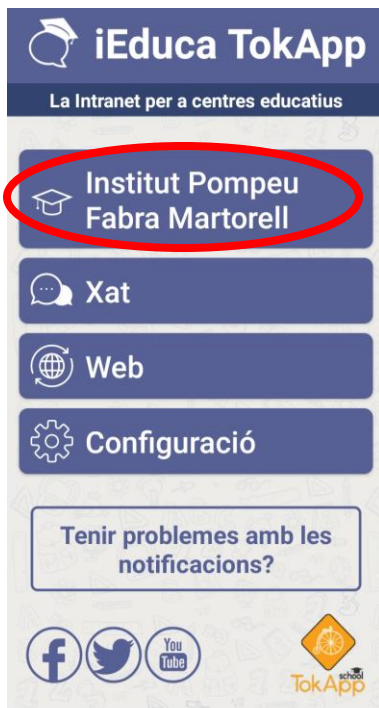 iEduca TokApp
La Intranet per a centres educatius
Institut Pompeu
Fabra Martorell
Xat
Web
Configuració
Tenir problemes amb les
notificacions?
You
Tube
school
TokApp